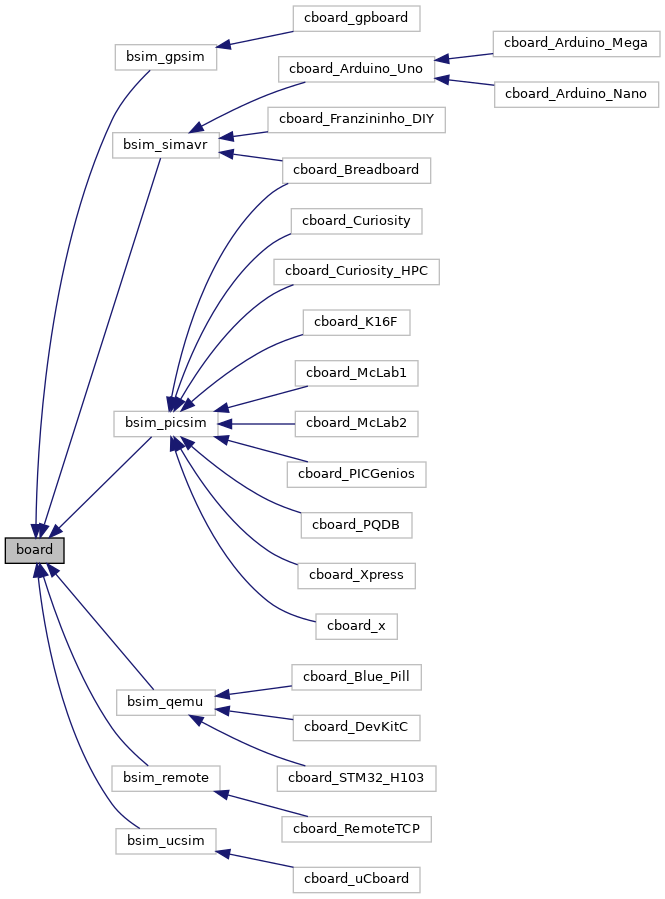 cboard_gpboard
bsim_gpsim
cboard_Arduino_Mega
cboard_Arduino_Uno
cboard_Arduino_Nano
cboard_Franzininho_DIY
bsim_simavr
cboard_Breadboard
cboard_Curiosity
cboard_Curiosity_HPC
cboard_K16F
cboard_McLab1
bsim_picsim
cboard_McLab2
cboard_PICGenios
cboard_PQDB
board
cboard_Xpress
cboard_x
cboard_Blue_Pill
bsim_qemu
cboard_DevKitC
bsim_remote
cboard_STM32_H103
cboard_RemoteTCP
bsim_ucsim
cboard_uCboard